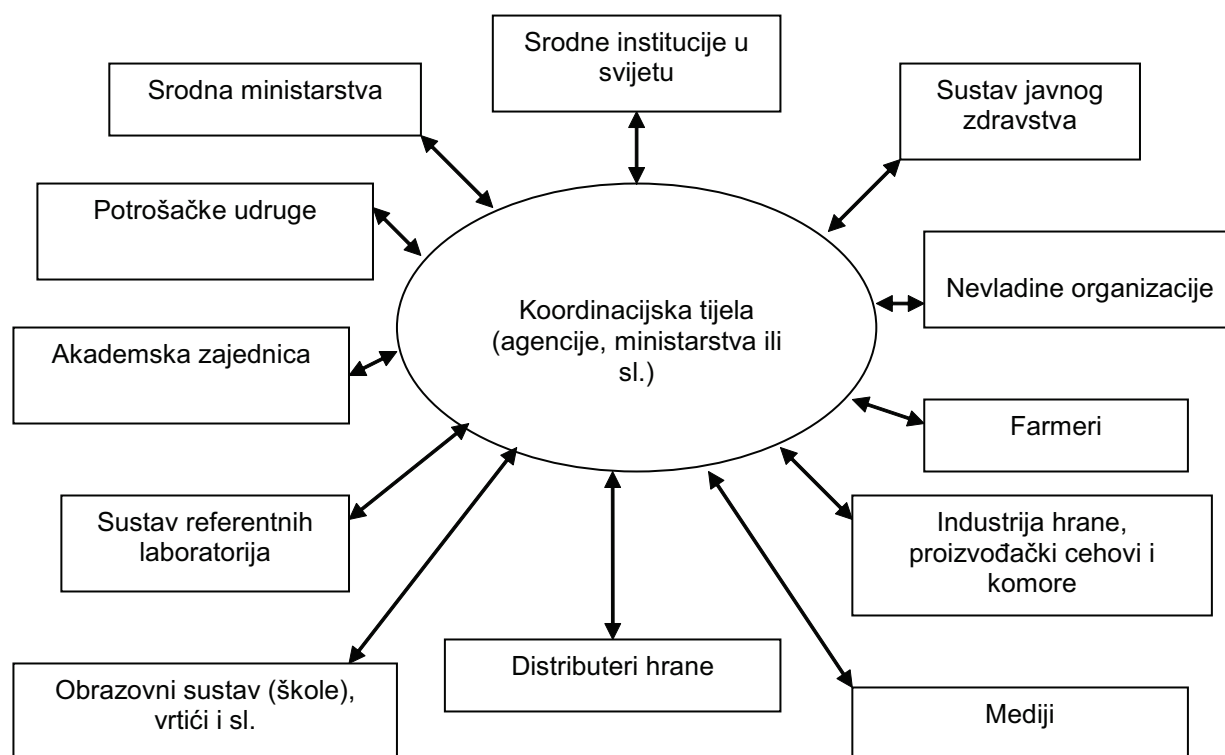 Srodne institucije u
svijetu
Srodna ministarstva
Sustav javnog
zdravstva
Potrošačke udruge
Nevladine organizacije
Koordinacijska tijela
(agencije, ministarstva ili
sl.)
Akademska zajednica
Farmeri
Sustav referentnih
laboratorija
Industrija hrane,
proizvođački cehovi i
komore
Distributeri hrane
Obrazovni sustav (škole),
vrtići i sl.
Mediji